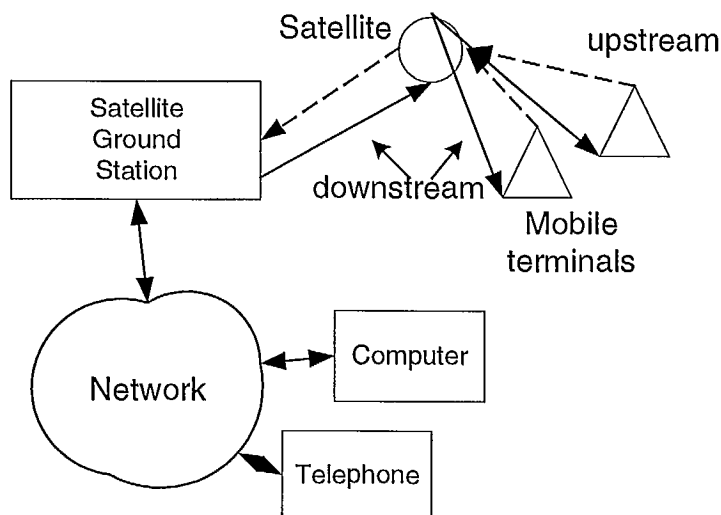 Satellite
upstream
Satellite
Ground
Station
downstream
Mobile
terminals
Computer
Network
Telephone